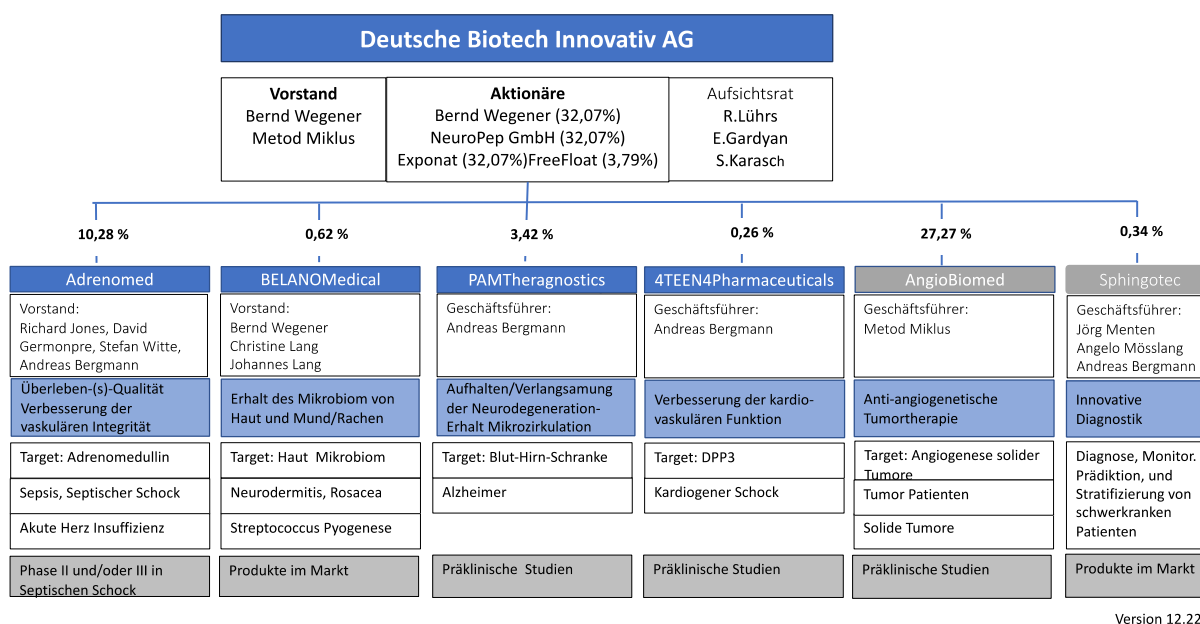 Deutsche Biotech Innovativ AG
Vorstand
Bernd Wegener
Metod Miklus
Aktionäre
Bernd Wegener (32,07%)
NeuroPep GmbH (32,07%)
Exponat (32,07%)FreeFloat (3,79%)
Aufsichtsrat
R.Lührs
E.Gardyan
S.Karasch
10,28 %
0,62 %
3,42 %
0,26 %
27,27 %
0,34 %
Adrenomed
Vorstand:
Richard Jones, David
Germonpre, Stefan Witte,
Andreas Bergmann
Überleben-(s)-Qualität
Verbesserung der
vaskulären Integrität
Target: Adrenomedullin
Sepsis, Septischer Schock
Akute Herz Insuffizienz
Phase II und/oder III in
Septischen Schock
BELANOMedical
Vorstand:
Bernd Wegener
Christine Lang
Johannes Lang
Erhalt des Mikrobiom von
Haut und Mund/Rachen
Target: Haut Mikrobiom
Neurodermitis, Rosacea
Streptococcus Pyogenese
Produkte im Markt
PAMTheragnostics
Geschäftsführer:
Andreas Bergmann
Aufhalten/Verlangsamung
der Neurodegeneration-
Erhalt Mikrozirkulation
Target: Blut-Hirn-Schranke
Alzheimer
Präklinische Studien
4TEEN4Pharmaceuticals
Geschäftsführer:
Andreas Bergmann
Verbesserung der kardio-
vaskulären Funktion
Target: DPP3
Kardiogener Schock
Präklinische Studien
AngioBiomed
Geschäftsführer:
Metod Miklus
Anti-angiogenetische
Tumortherapie
Target: Angiogenese solider
Tumore
Tumor Patienten
Solide Tumore
Präklinische Studien
Sphingotec
Geschäftsführer:
Jörg Menten
Angelo Mösslang
Andreas Bergmann
Innovative
Diagnostik
Diagnose, Monitor.
Prädiktion, und
Stratifizierung von
schwerkranken
Patienten
Produkte im Markt
Version 12.22